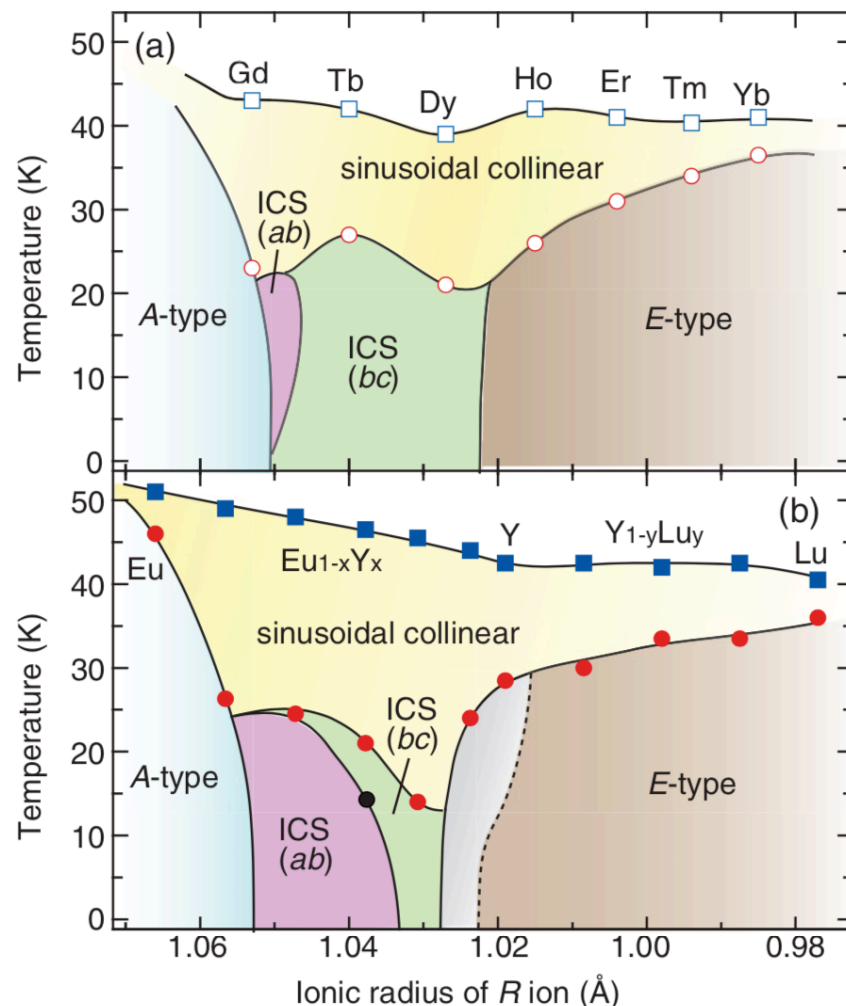 (a)
Gd Tb Dy Ho Er Tm Yb
sinusoidal collinear
ICS
(ab)
A-type
ICS
(bc)
E-type
50
40
30
20
10
0
Temperature (K)
(b)
Eu Eu1-xYx Y Y1-yLuy Lu
sinusoidal collinear
ICS
(bc)
A-type
ICS
(ab)
E-type
50
40
30
20
10
0
Temperature (K)
1.06 1.04 1.02 1.00 0.98
Ionic radius of R ion (Å)